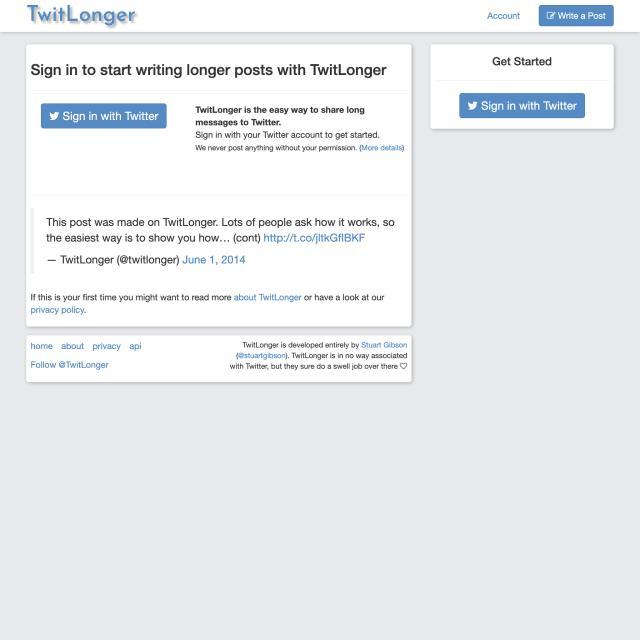 TwitLonger
Account
Write a Post
Sign in to start writing longer posts with TwitLonger
Sign in with Twitter
TwitLonger is the easy way to share long
messages to Twitter.
Sign in with your Twitter account to get started.
We never post anything without your permission. (More details)
This post was made on TwitLonger. Lots of people ask how it works, so
the easiest way is to show you how… (cont) http://t.co/jltkGflBKF
— TwitLonger (@twitlonger) June 1, 2014
If this is your first time you might want to read more about TwitLonger or have a look at our
privacy policy.
Get Started
Sign in with Twitter
home about privacy api
Follow @TwitLonger
TwitLonger is developed entirely by Stuart Gibson
(@stuartgibson). TwitLonger is in no way associated
with Twitter, but they sure do a swell job over there ♡